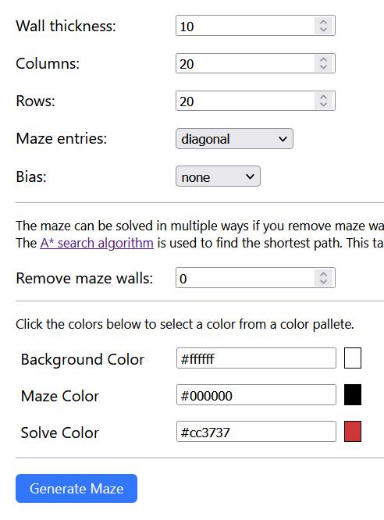 Wall thickness: 10
Columns: 20
Rows: 20
Maze entries: diagonal
Bias: none
The maze can be solved in multiple ways if you remove maze wa
The A* search algorithm is used to find the shortest path. This ta
Remove maze walls: 0
Click the colors below to select a color from a color pallete.
Background Color #ffffff
Maze Color #000000
Solve Color #cc3737
Generate Maze